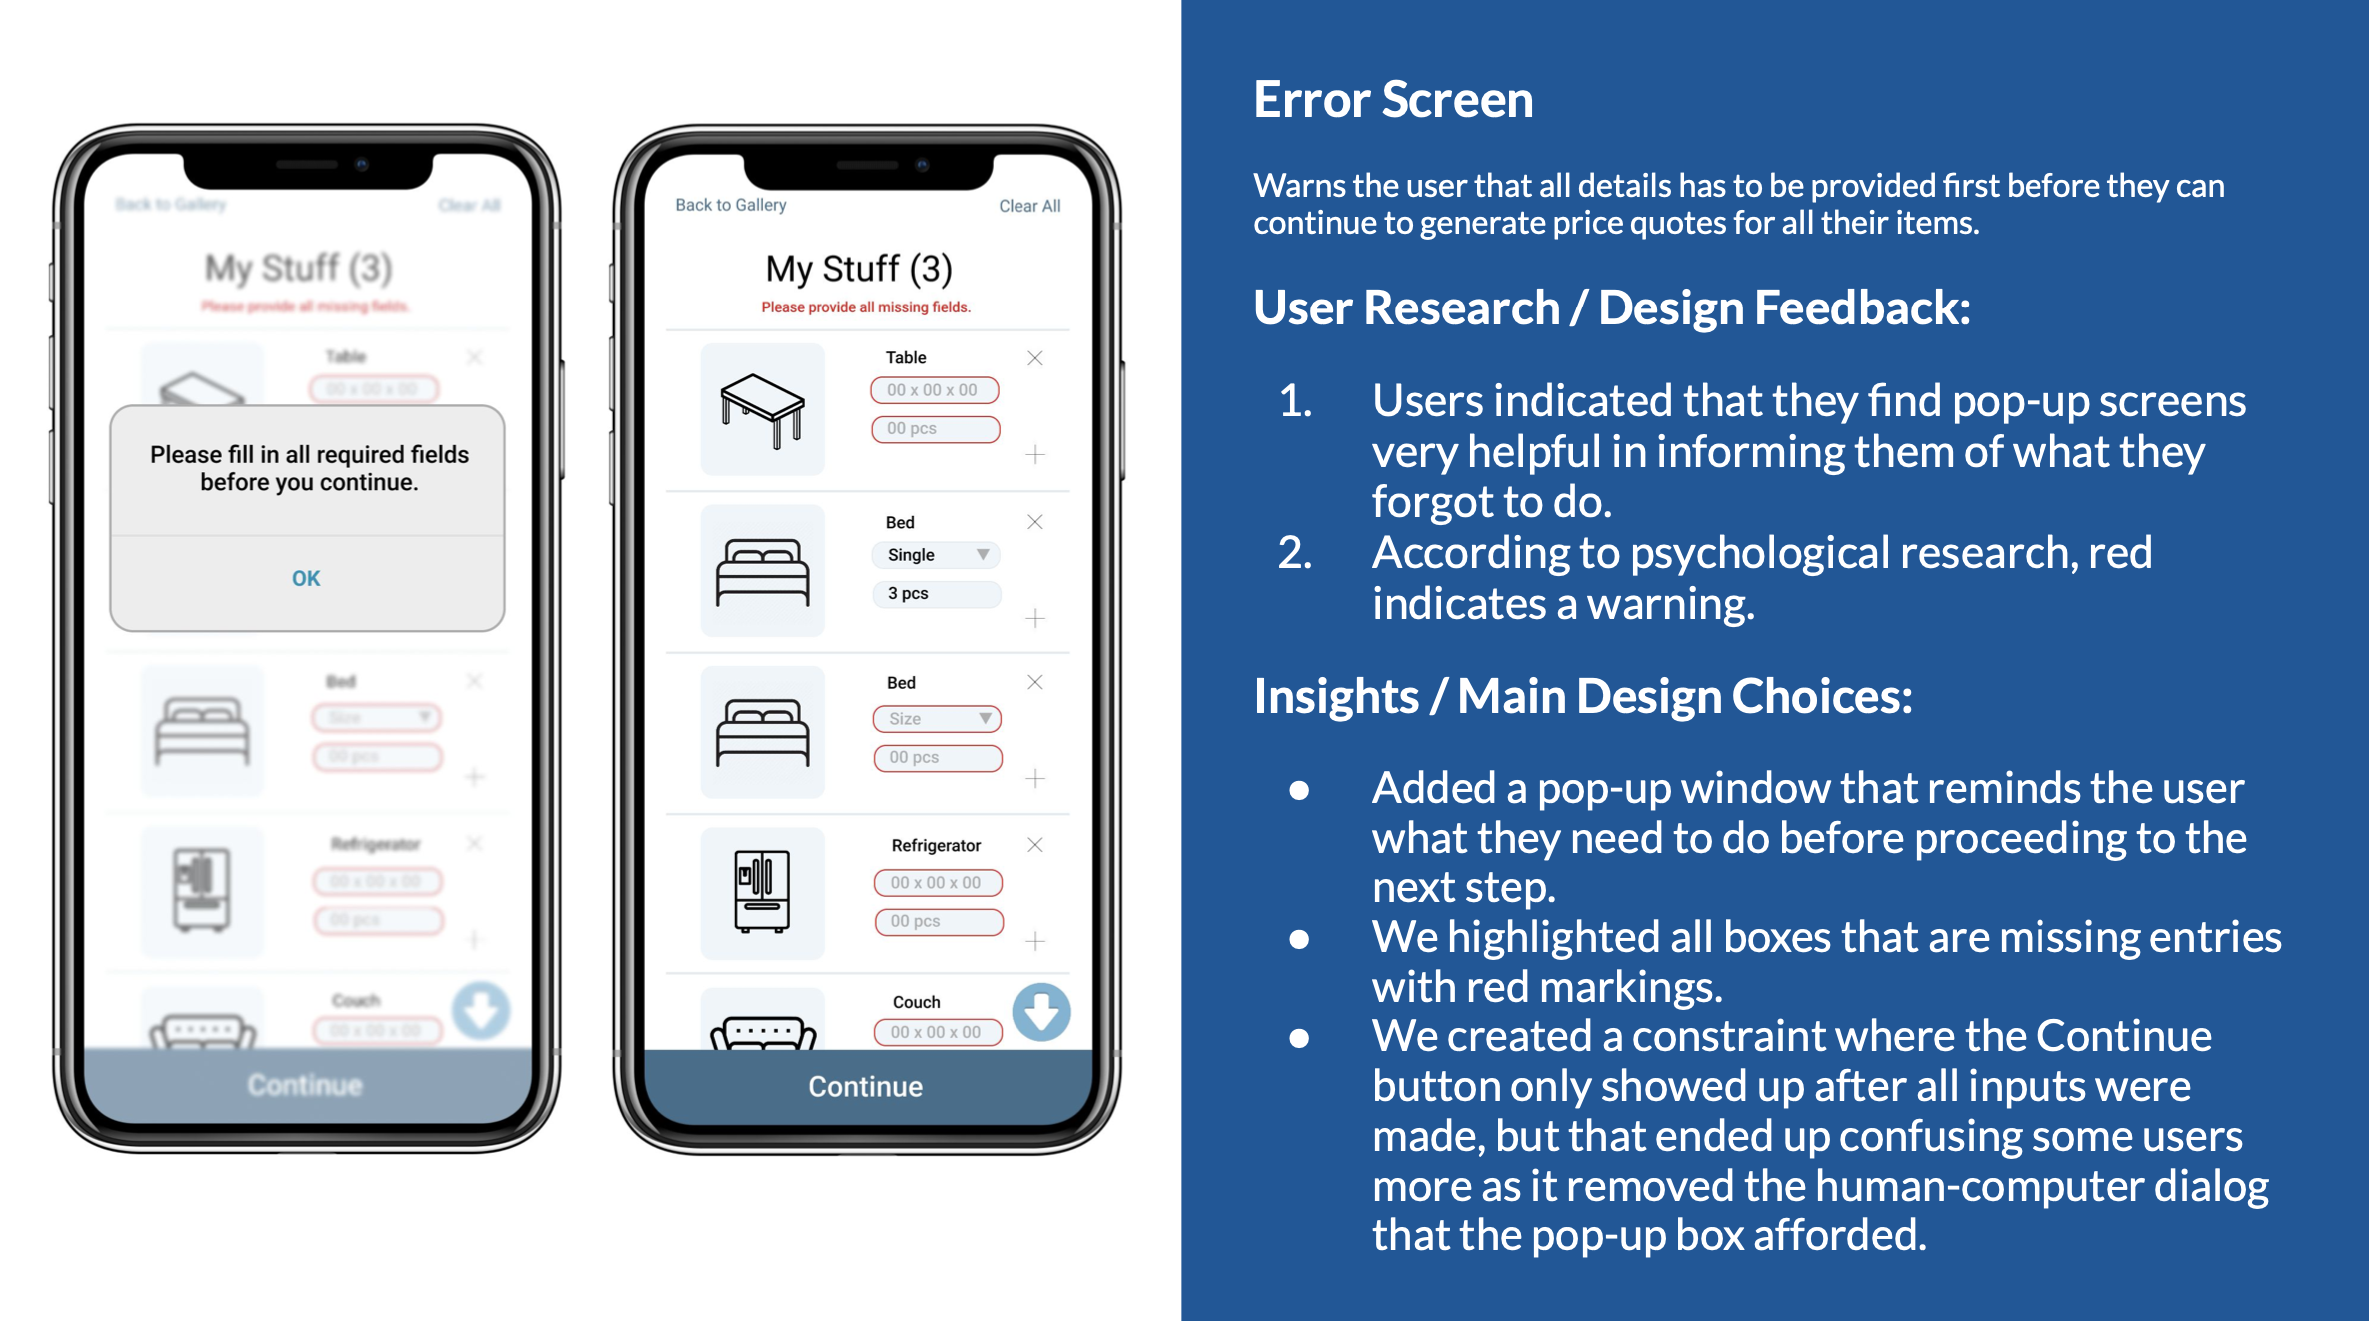 Back to Gallery
Clear All
My Stuff (3)
Please provide all missing fields.
Table
00 x 00 x 00
Please fill in all required fields
before you continue.
OK
Bed
Size
00 pcs
Refrigerator
00 x 00 x 00
00 pcs
Couch
00 x 00 x 00
Continue
Back to Gallery
Clear All
My Stuff (3)
Please provide all missing fields.
Table
00 x 00 x 00
00 pcs
Bed
Single
3 pcs
Bed
Size
00 pcs
Refrigerator
00 x 00 x 00
00 pcs
Couch
00 x 00 x 00
Continue
Error Screen
Warns the user that all details has to be provided first before they can
continue to generate price quotes for all their items.
User Research / Design Feedback:
1. Users indicated that they find pop-up screens
very helpful in informing them of what they
forgot to do.
2. According to psychological research, red
indicates a warning.
Insights / Main Design Choices:
● Added a pop-up window that reminds the user
what they need to do before proceeding to the
next step.
● We highlighted all boxes that are missing entries
with red markings.
● We created a constraint where the Continue
button only showed up after all inputs were
made, but that ended up confusing some users
more as it removed the human-computer dialog
that the pop-up box afforded.